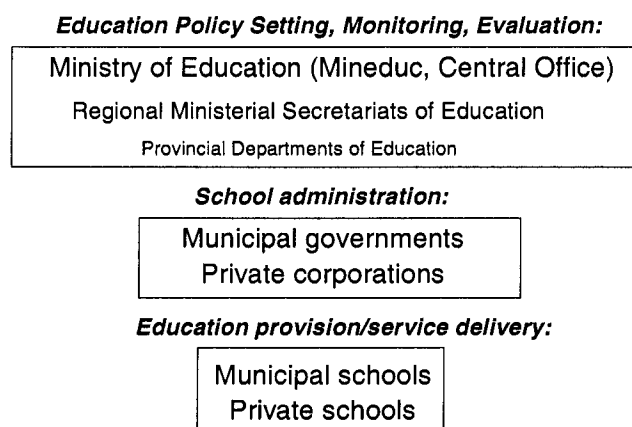 Education Policy Setting, Monitoring, Evaluation:
Ministry of Education (Mineduc, Central Office)
Regional Ministerial Secretariats of Education
Provincial Departments of Education
School administration:
Municipal governments
Private corporations
Education provision/service delivery:
Municipal schools
Private schools